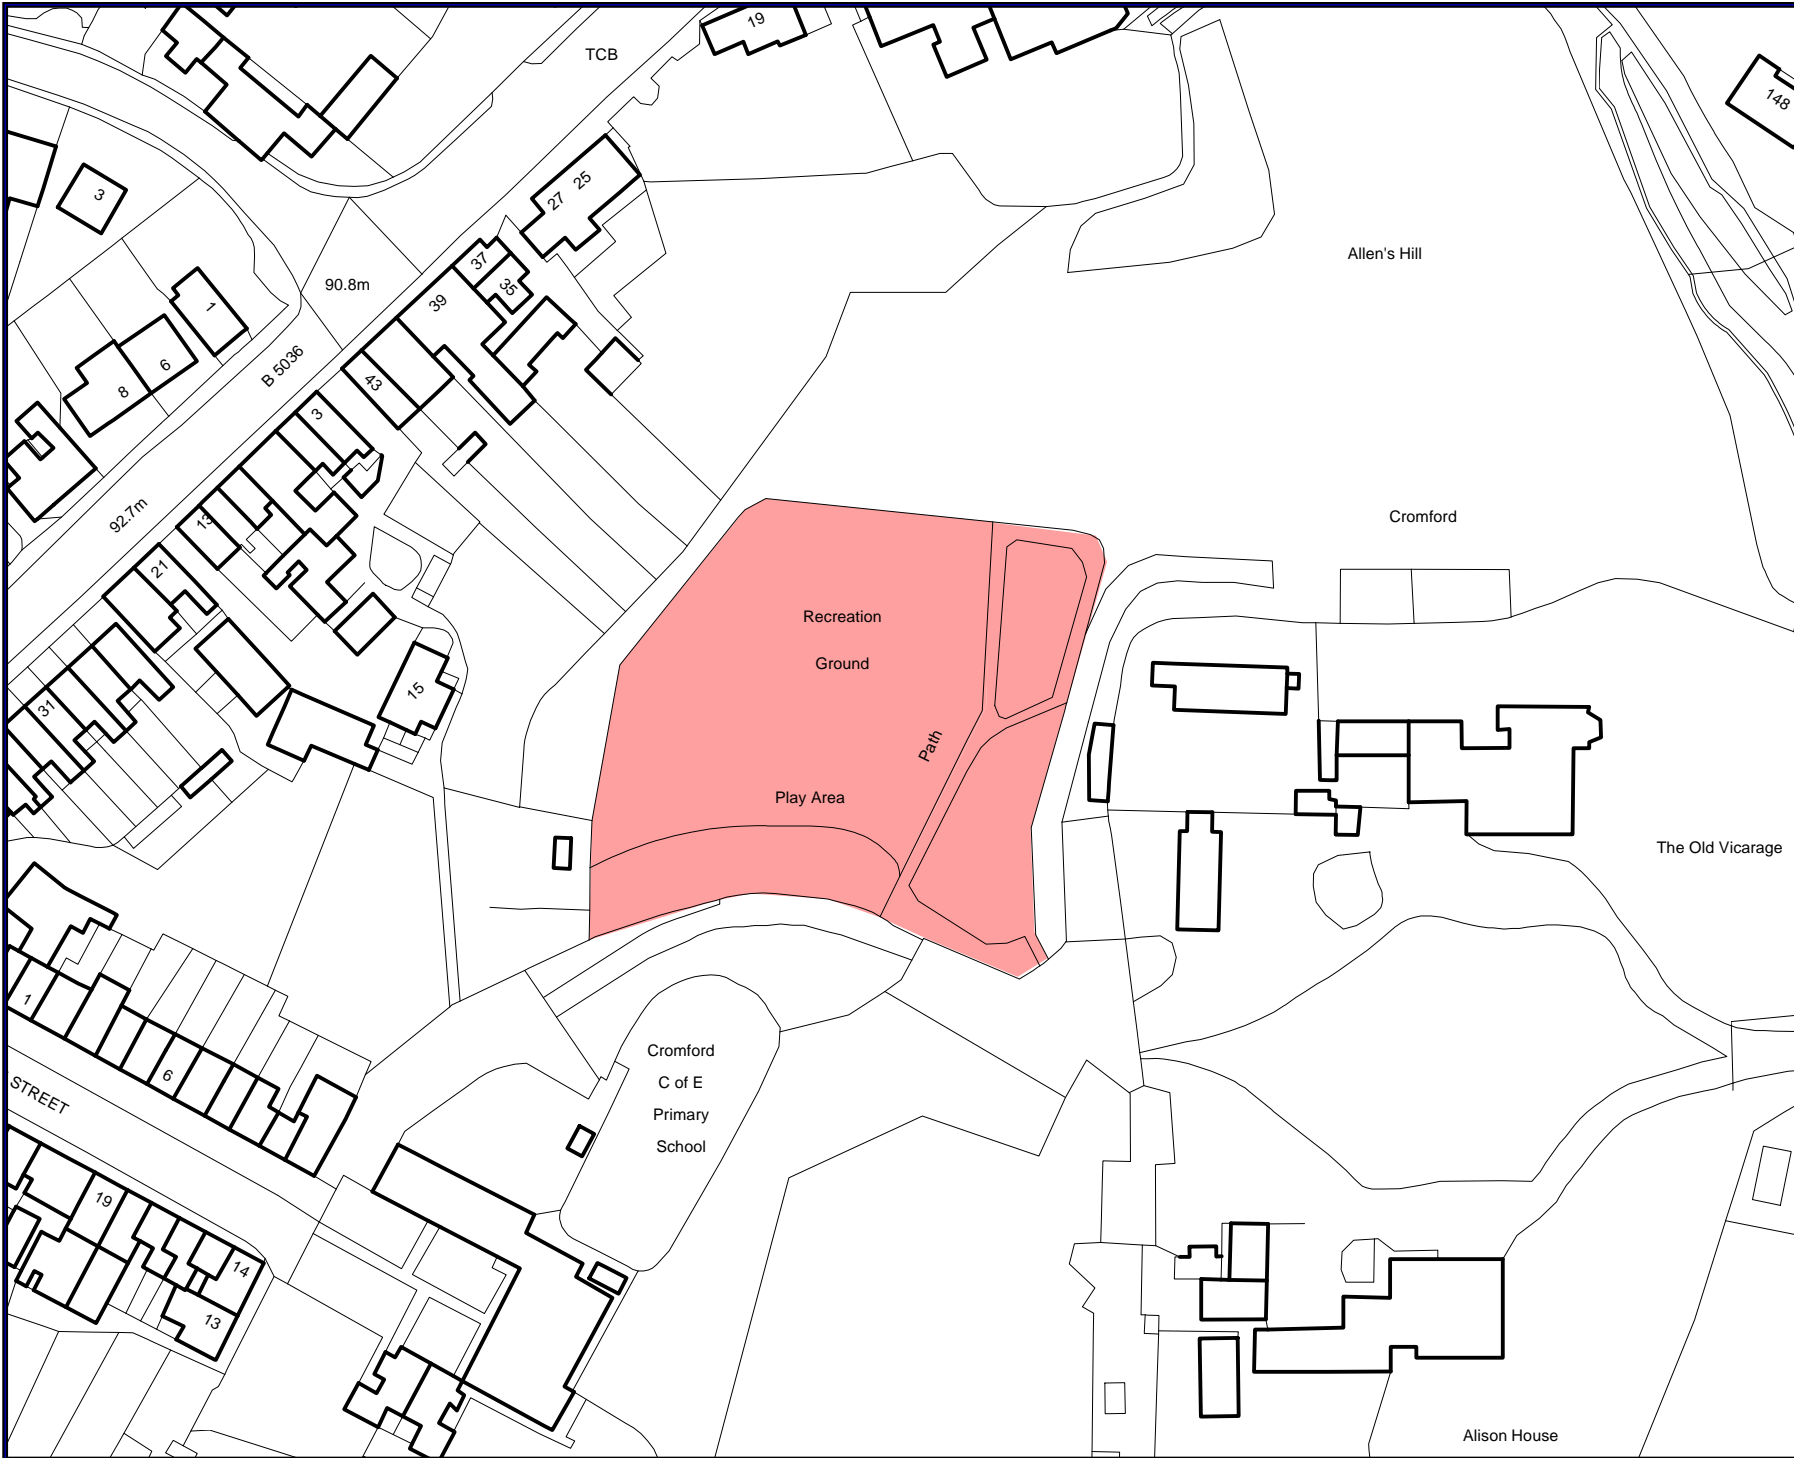 19
TCB
148
3
25
27
Allen's Hill
37
35
90.8m
39
1
B 5036
6
8
43
3
92.7m
13
Cromford
21
Recreation
Ground
15
31
Path
Play Area
The Old Vicarage
1
6
Cromford
C of E
Primary
School
STREET
19
14
13
Alison House